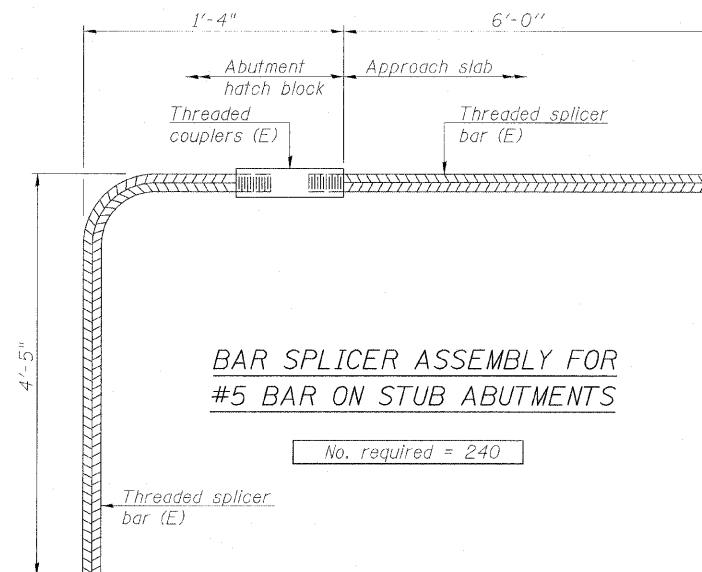 1'-4"
6'-0"
Abutment
hatch block
Approach slab
Threaded
couplers (E)
Threaded splicer
bar (E)
4'-5"
BAR SPLICER ASSEMBLY FOR
#5 BAR ON STUB ABUTMENTS
No. required = 240
Threaded splicer
bar (E)